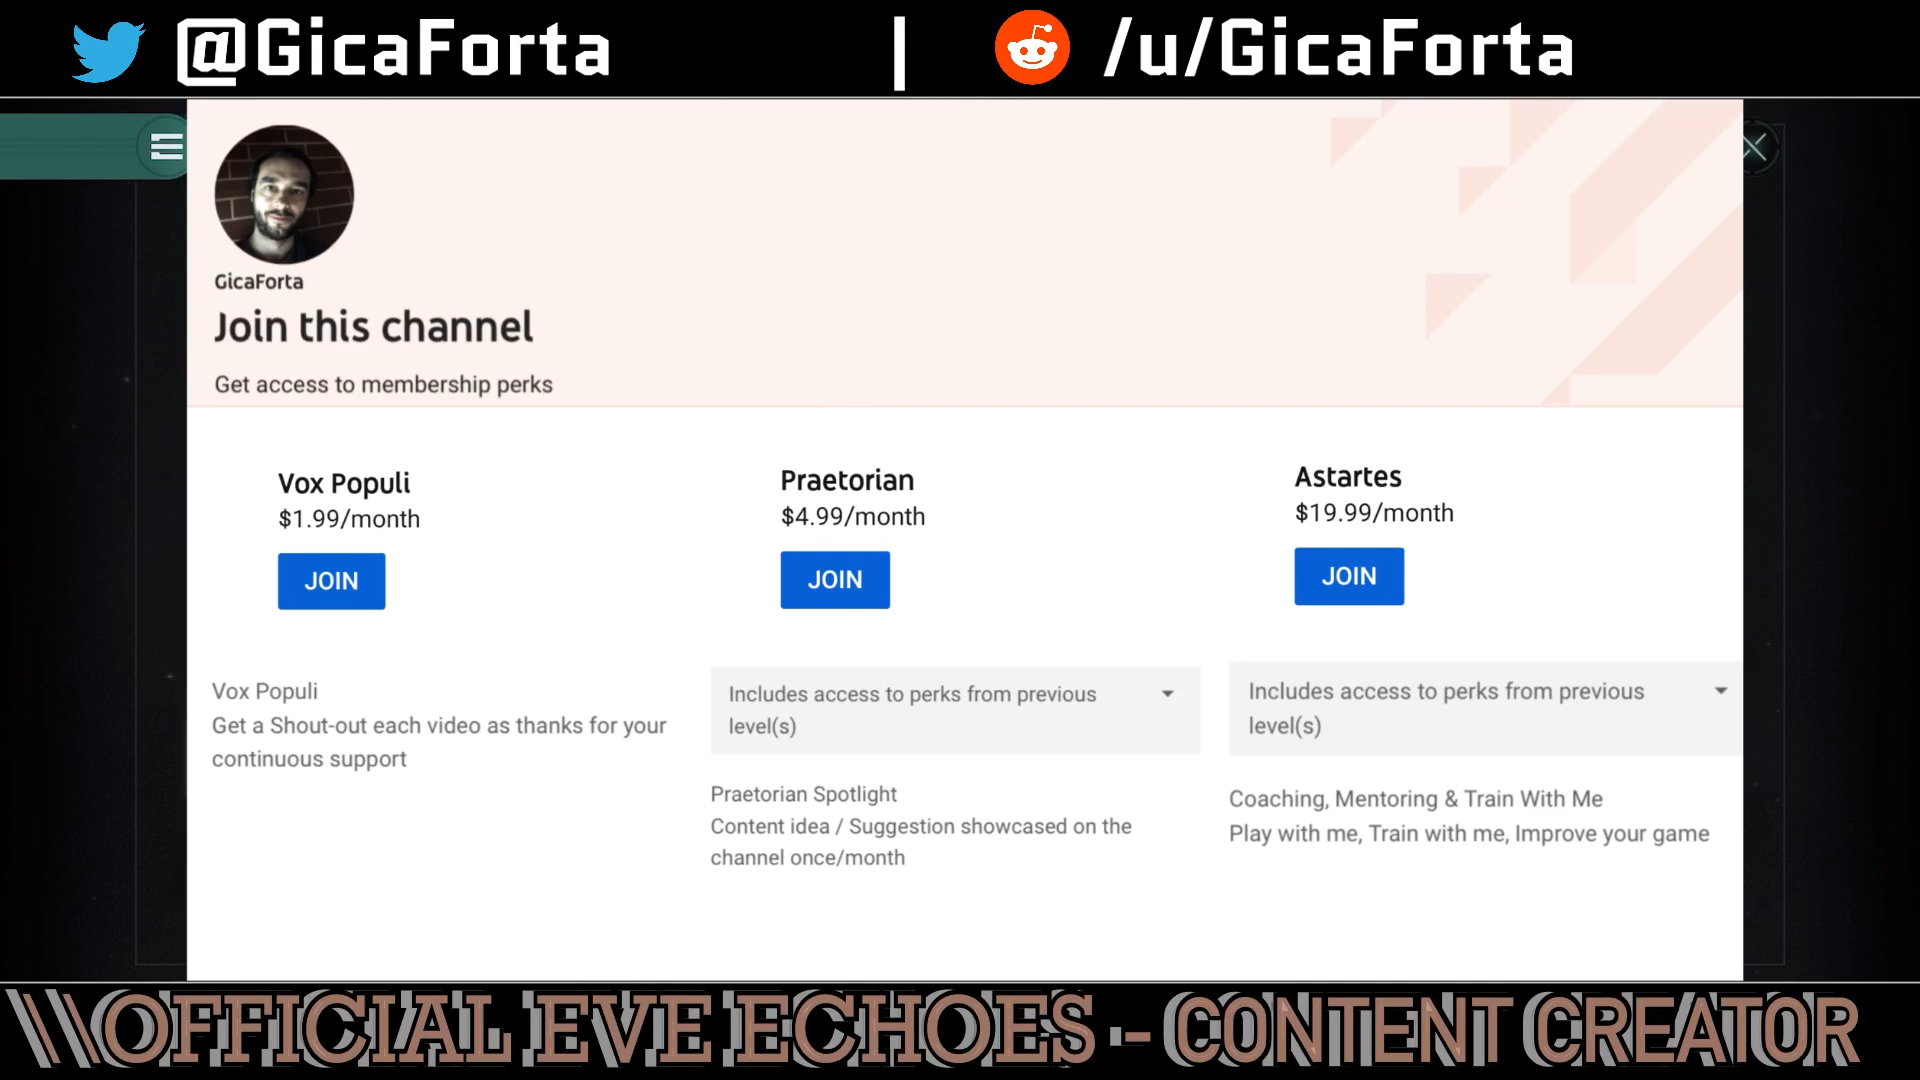 @GicaForta | /u/GicaForta
GicaForta
Join this channel
Get access to membership perks
Vox Populi
$1.99/month
JOIN
Vox Populi
Get a Shout-out each video as thanks for your
continuous support
Praetorian
$4.99/month
JOIN
Includes access to perks from previous
level(s)
Praetorian Spotlight
Content idea / Suggestion showcased on the
channel once/month
Astartes
$19.99/month
JOIN
Includes access to perks from previous
level(s)
Coaching, Mentoring & Train With Me
Play with me, Train with me, Improve your game
\\OFFICIAL EVE ECHOES - CONTENT CREATOR